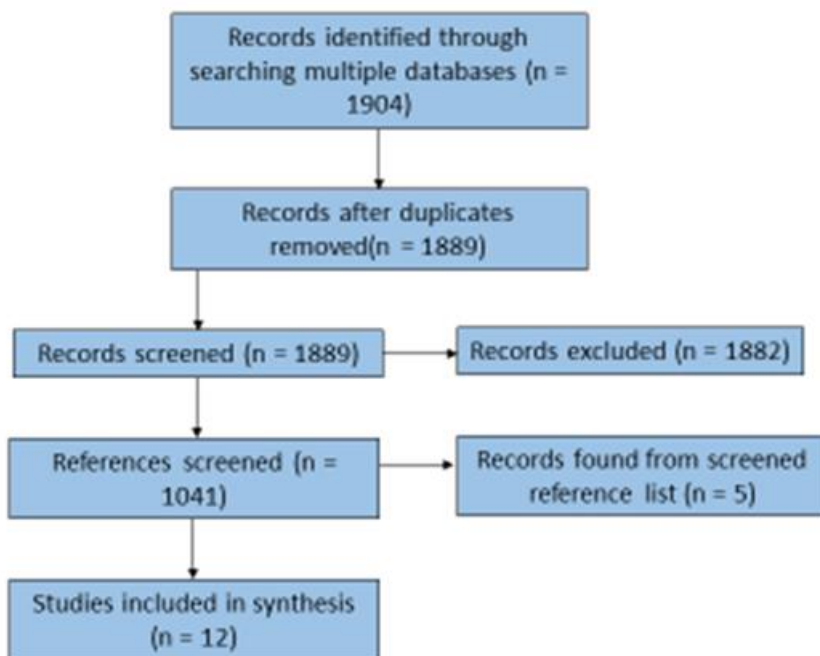 Records identified through
searching multiple databases (n =
1904)
Records after duplicates
removed(n = 1889)
Records screened (n = 1889)
Records excluded (n = 1882)
References screened (n =
1041)
Records found from screened
reference list (n = 5)
Studies included in synthesis
(n = 12)